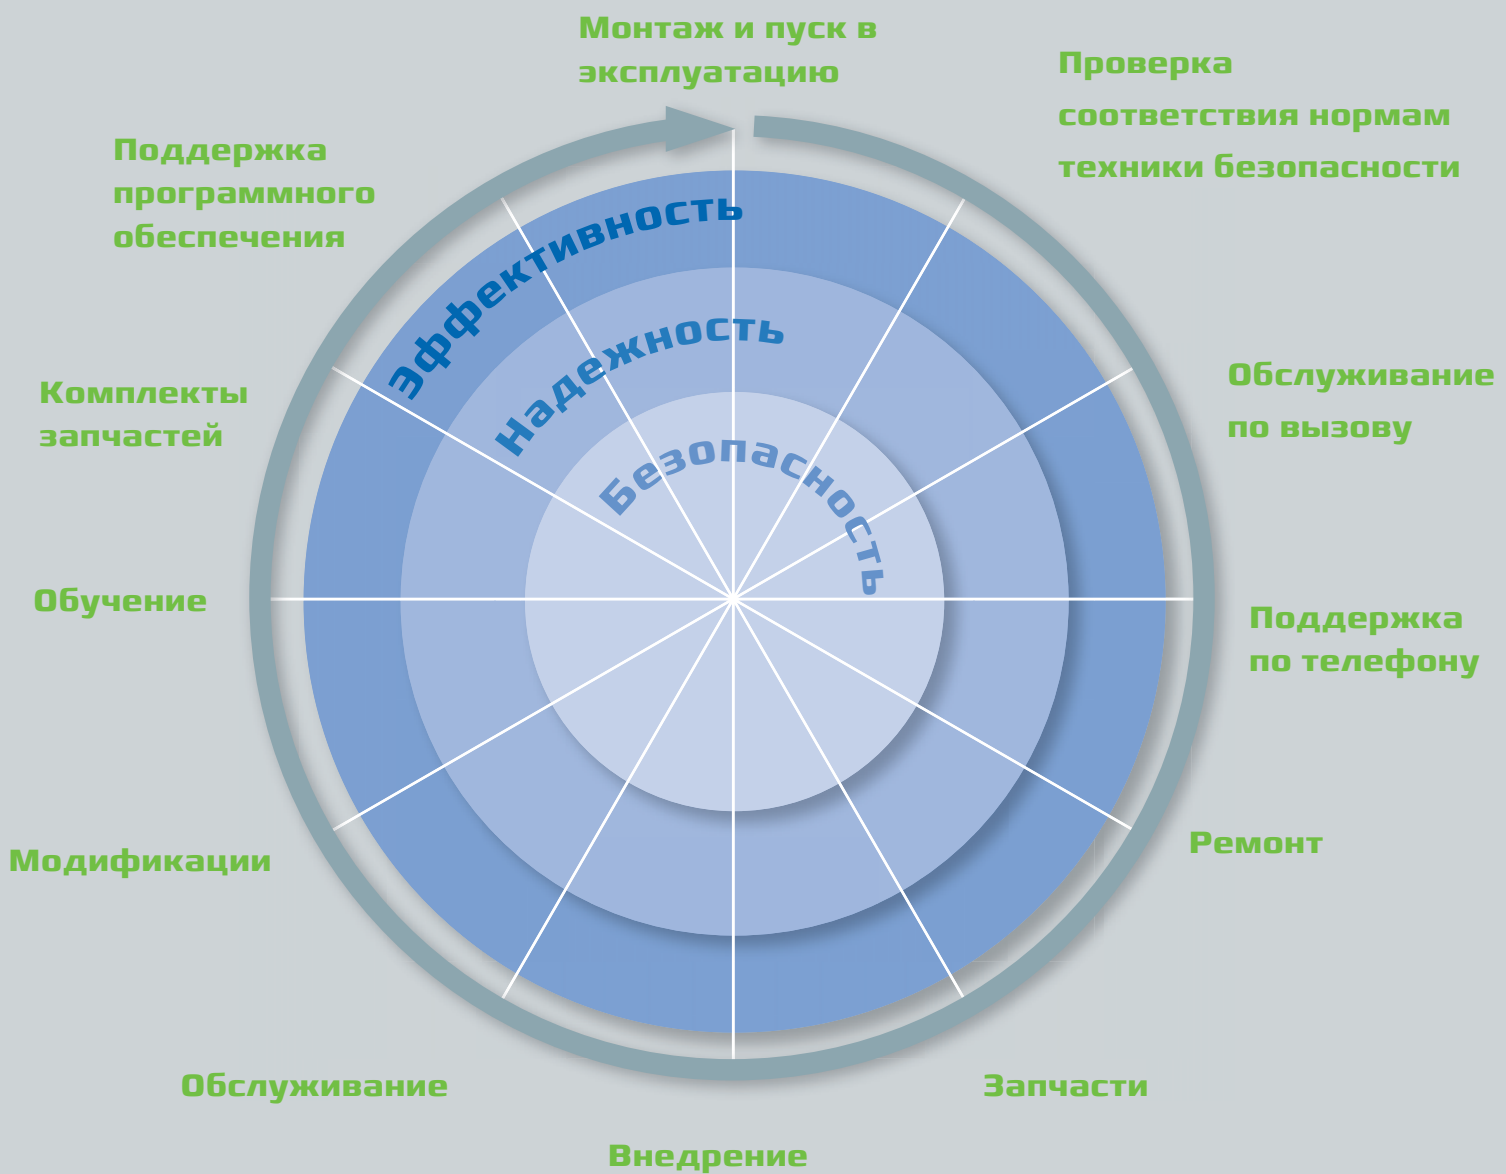 Монтаж и пуск в
эксплуатацию
Проверка
соответствия нормам
техники безопасности
Обслуживание
по вызову
Поддержка
по телефону
Ремонт
Запчасти
Внедрение
Обслуживание
Модификации
Обучение
Комплекты
запчастей
Поддержка
программного
обеспечения
Эффективность
Надежность
Безопасность